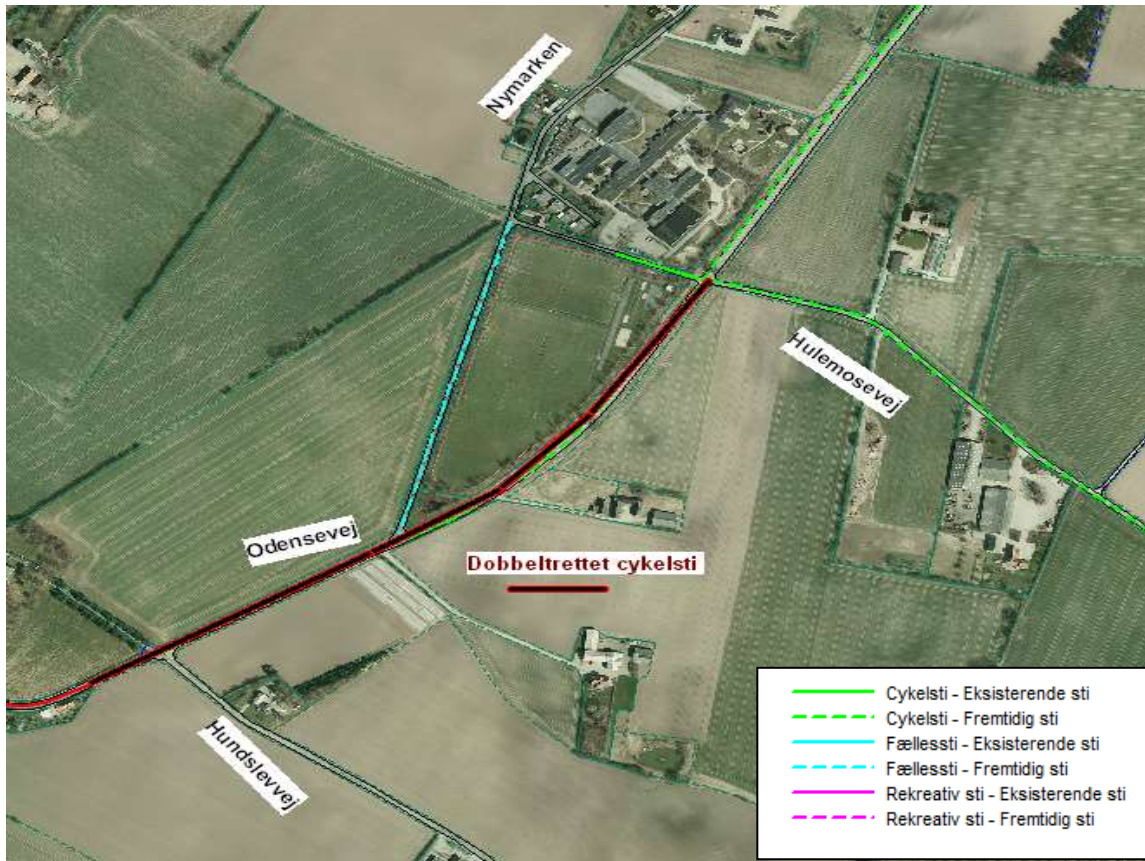 Nymarken
Hulemosevej
Odensevej
Dobbeltrettet cykelsti
Hundslevvej
Cykelsti - Eksisterende sti
Cykelsti - Fremtidig sti
Fællessti - Eksisterende sti
Fællessti - Fremtidig sti
Rekreativ sti - Eksisterende sti
Rekreativ sti - Fremtidig sti